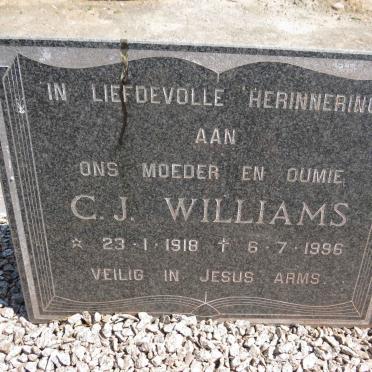 IN LIEFDEVOLLE HERINNERING
AAN
ONS MOEDER EN OUMIE
C.J. WILLIAMS
☆ 23·1·1918 ✝ 6·7·1996
VEILIG IN JESUS ARMS.